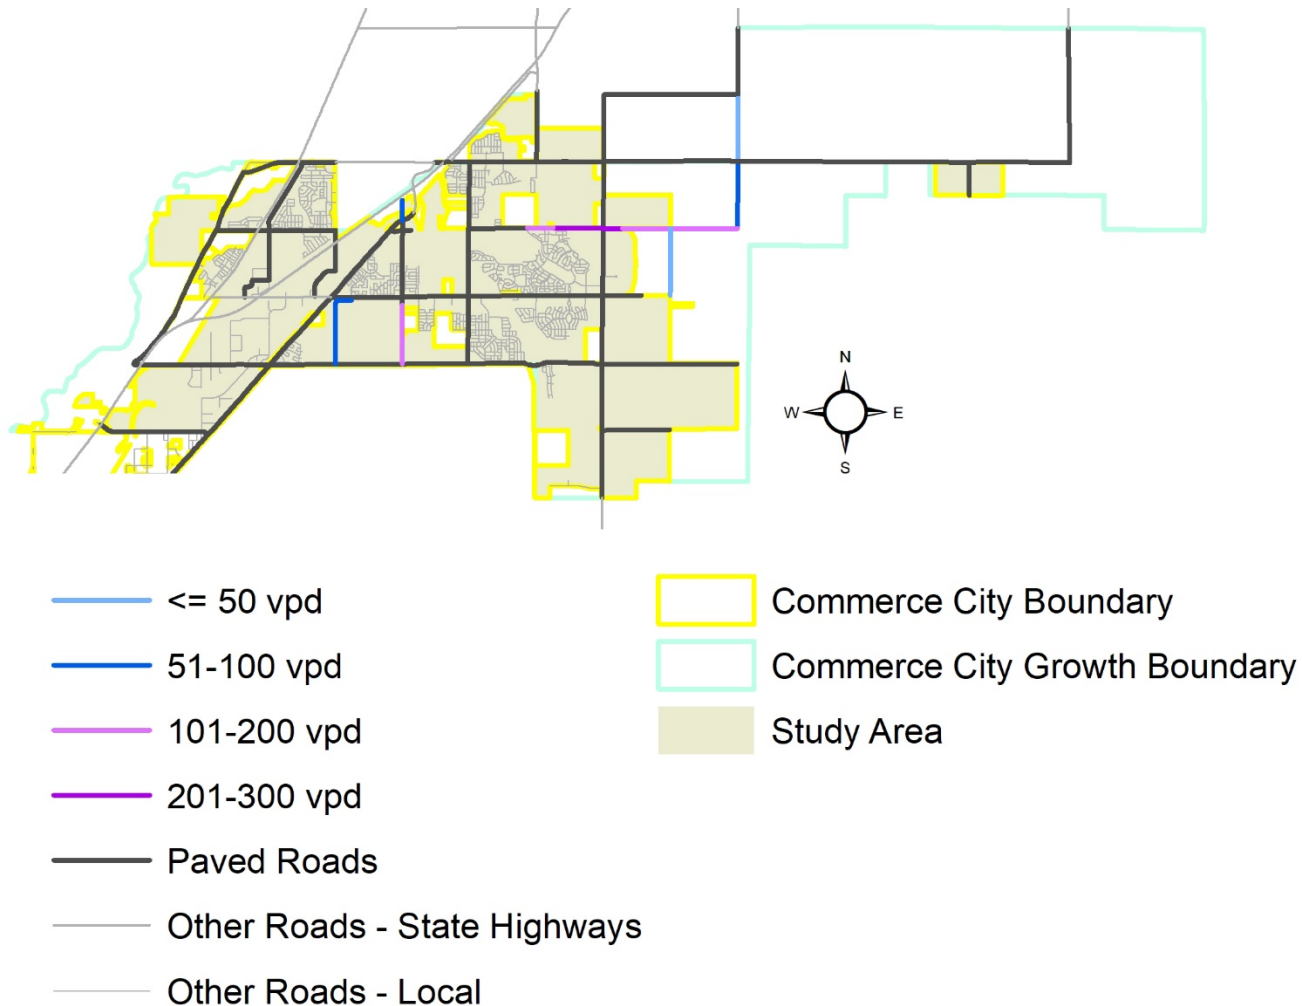 N
W
E
S
<= 50 vpd
51-100 vpd
101-200 vpd
201-300 vpd
Paved Roads
Other Roads - State Highways
Other Roads - Local
Commerce City Boundary
Commerce City Growth Boundary
Study Area